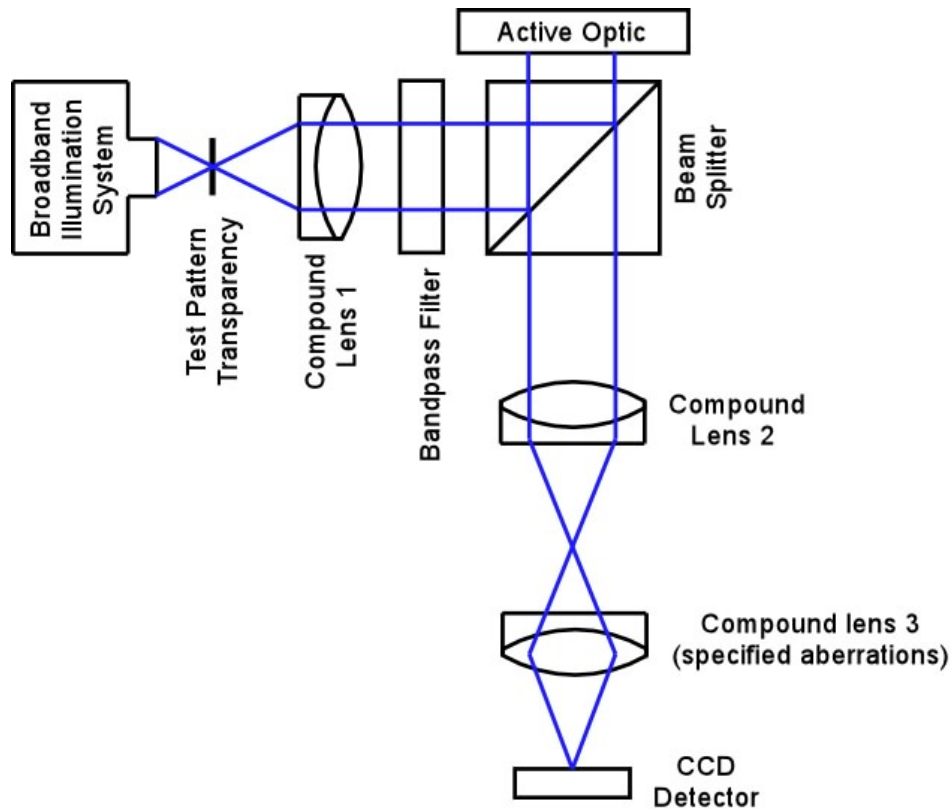 Active Optic
Broadband
Illumination
System
Test Pattern
Transparency
Compound
Lens 1
Bandpass Filter
Beam
Splitter
Compound
Lens 2
Compound lens 3
(specified aberrations)
CCD
Detector